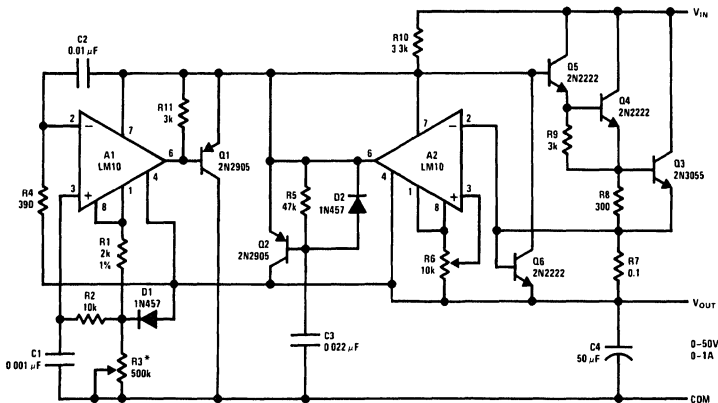 C2
0.01 µF
R10
3 3k
VIN
Q5
2N2222
Q4
2N2222
R11
3k
2
7
A1
LM10
6
3
1
4
8
Q1
2N2905
R4
390
R9
3k
7
2
6
A2
LM10
4
1
8
3
Q3
2N3055
R5
47k
D2
1N457
R8
300
R1
2k
1%
Q2
2N2905
R6
10k
Q6
2N2222
R7
0.1
R2
10k
D1
1N457
VOUT
C1
0 001 µF
R3*
500k
C3
0 022 µF
C4
50 µF
0–50V
0–1A
COM